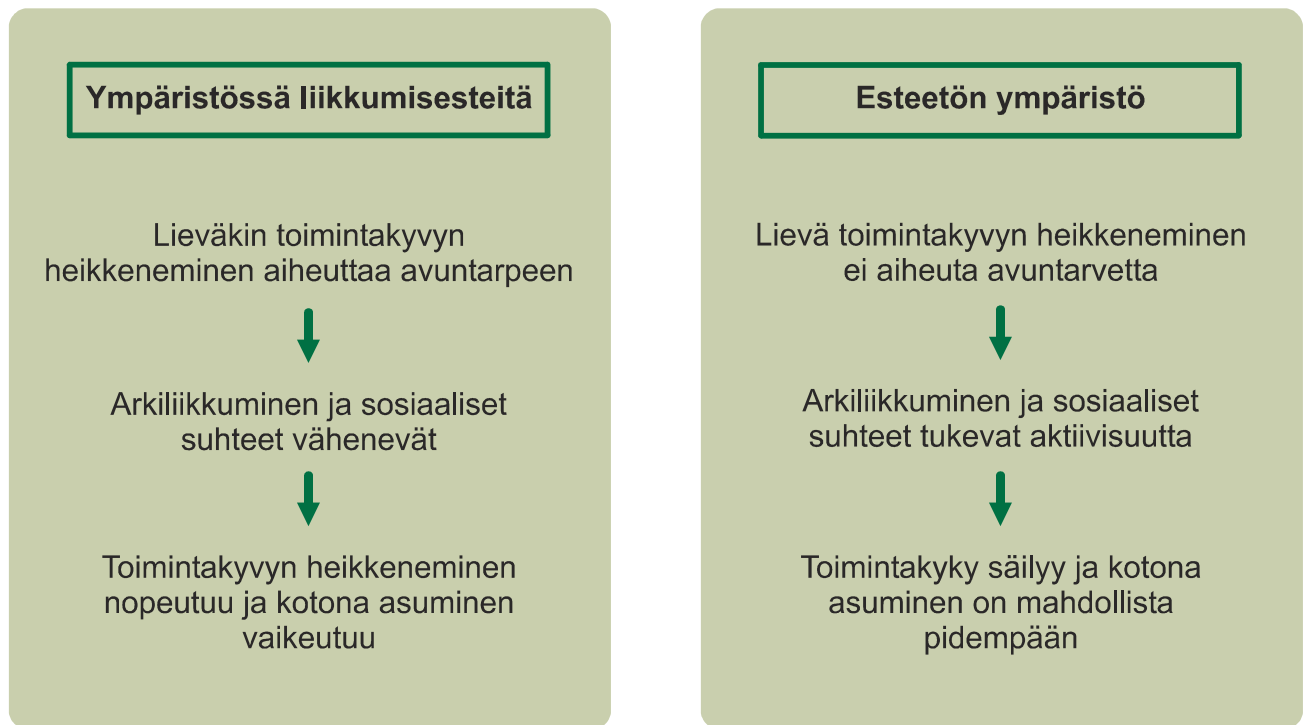 Ympäristössä liikkumisesteitä
Lieväkin toimintakyvyn
heikkeneminen aiheuttaa avuntarpeen
Arkiliikkuminen ja sosiaaliset
suhteet vähenevät
Toimintakyvyn heikkeneminen
nopeutuu ja kotona asuminen
vaikeutuu
Esteetön ympäristö
Lievä toimintakyvyn heikkeneminen
ei aiheuta avuntarvetta
Arkiliikkuminen ja sosiaaliset
suhteet tukevat aktiivisuutta
Toimintakyky säilyy ja kotona
asuminen on mahdollista
pidempään